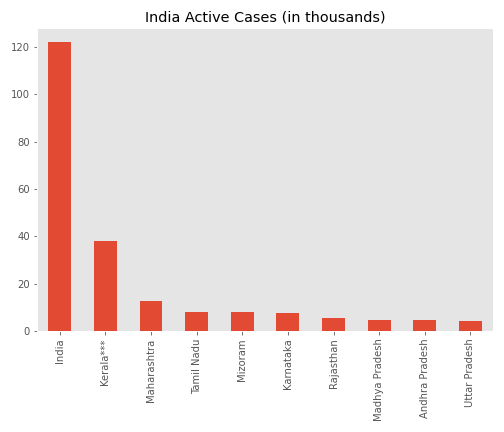 India Active Cases (in thousands)
120
100
80
60
40
20
0
India
Kerala***
Maharashtra
Tamil Nadu
Mizoram
Karnataka
Rajasthan
Madhya Pradesh
Andhra Pradesh
Uttar Pradesh